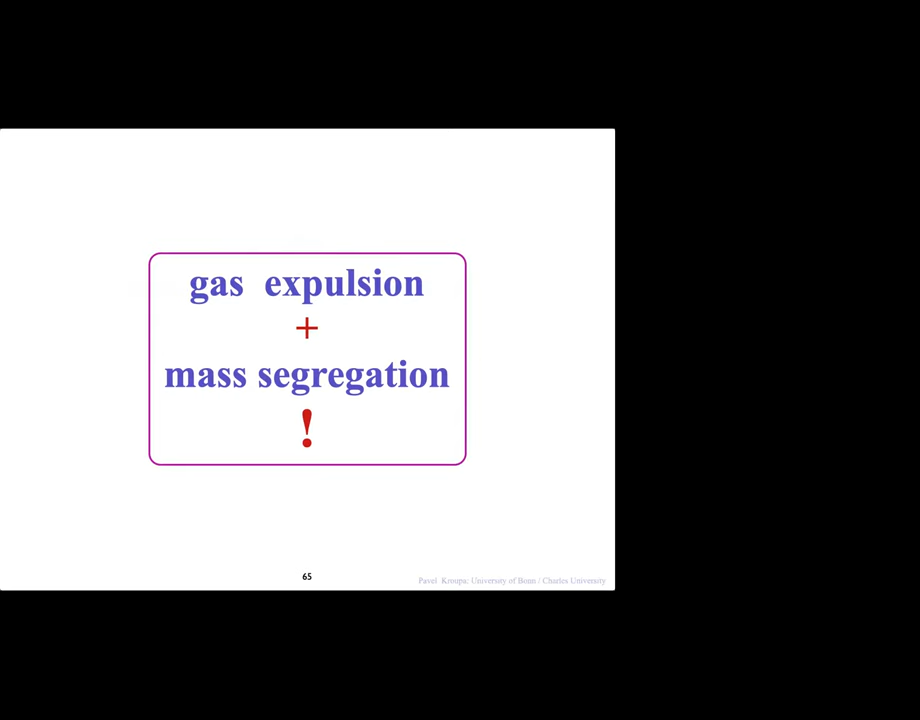 gas expulsion
+
mass segregation
!
65
Pavel Kroupa: University of Bonn / Charles University